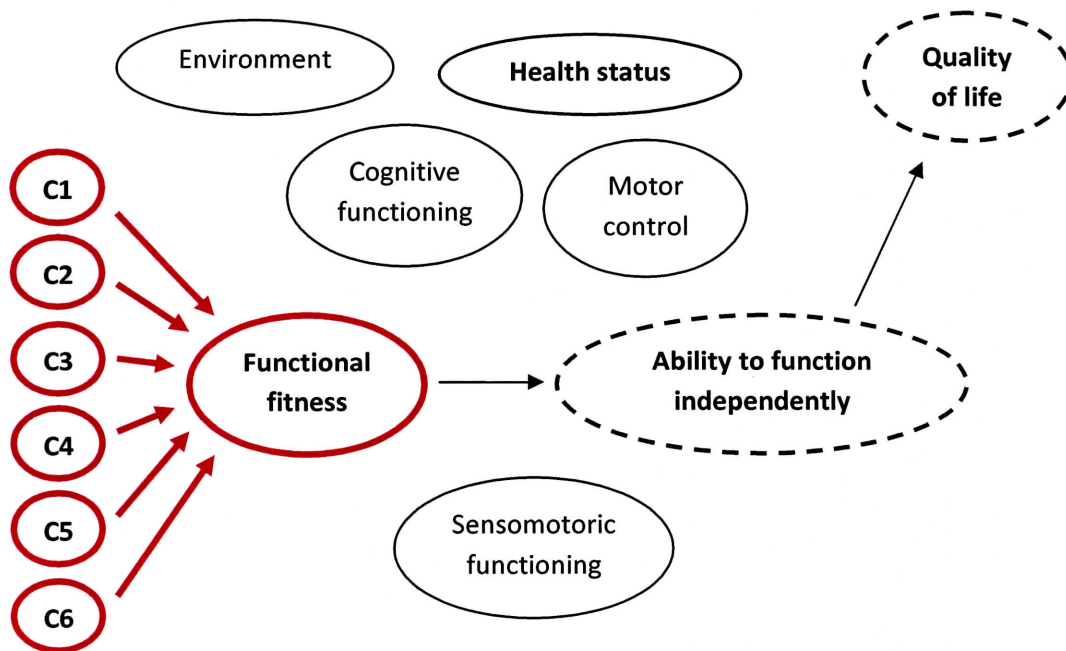 Environment
Health status
Quality
of life
Cognitive
functioning
Motor
control
C1
C2
C3
C4
C5
C6
Functional
fitness
Ability to function
independently
Sensomotoric
functioning